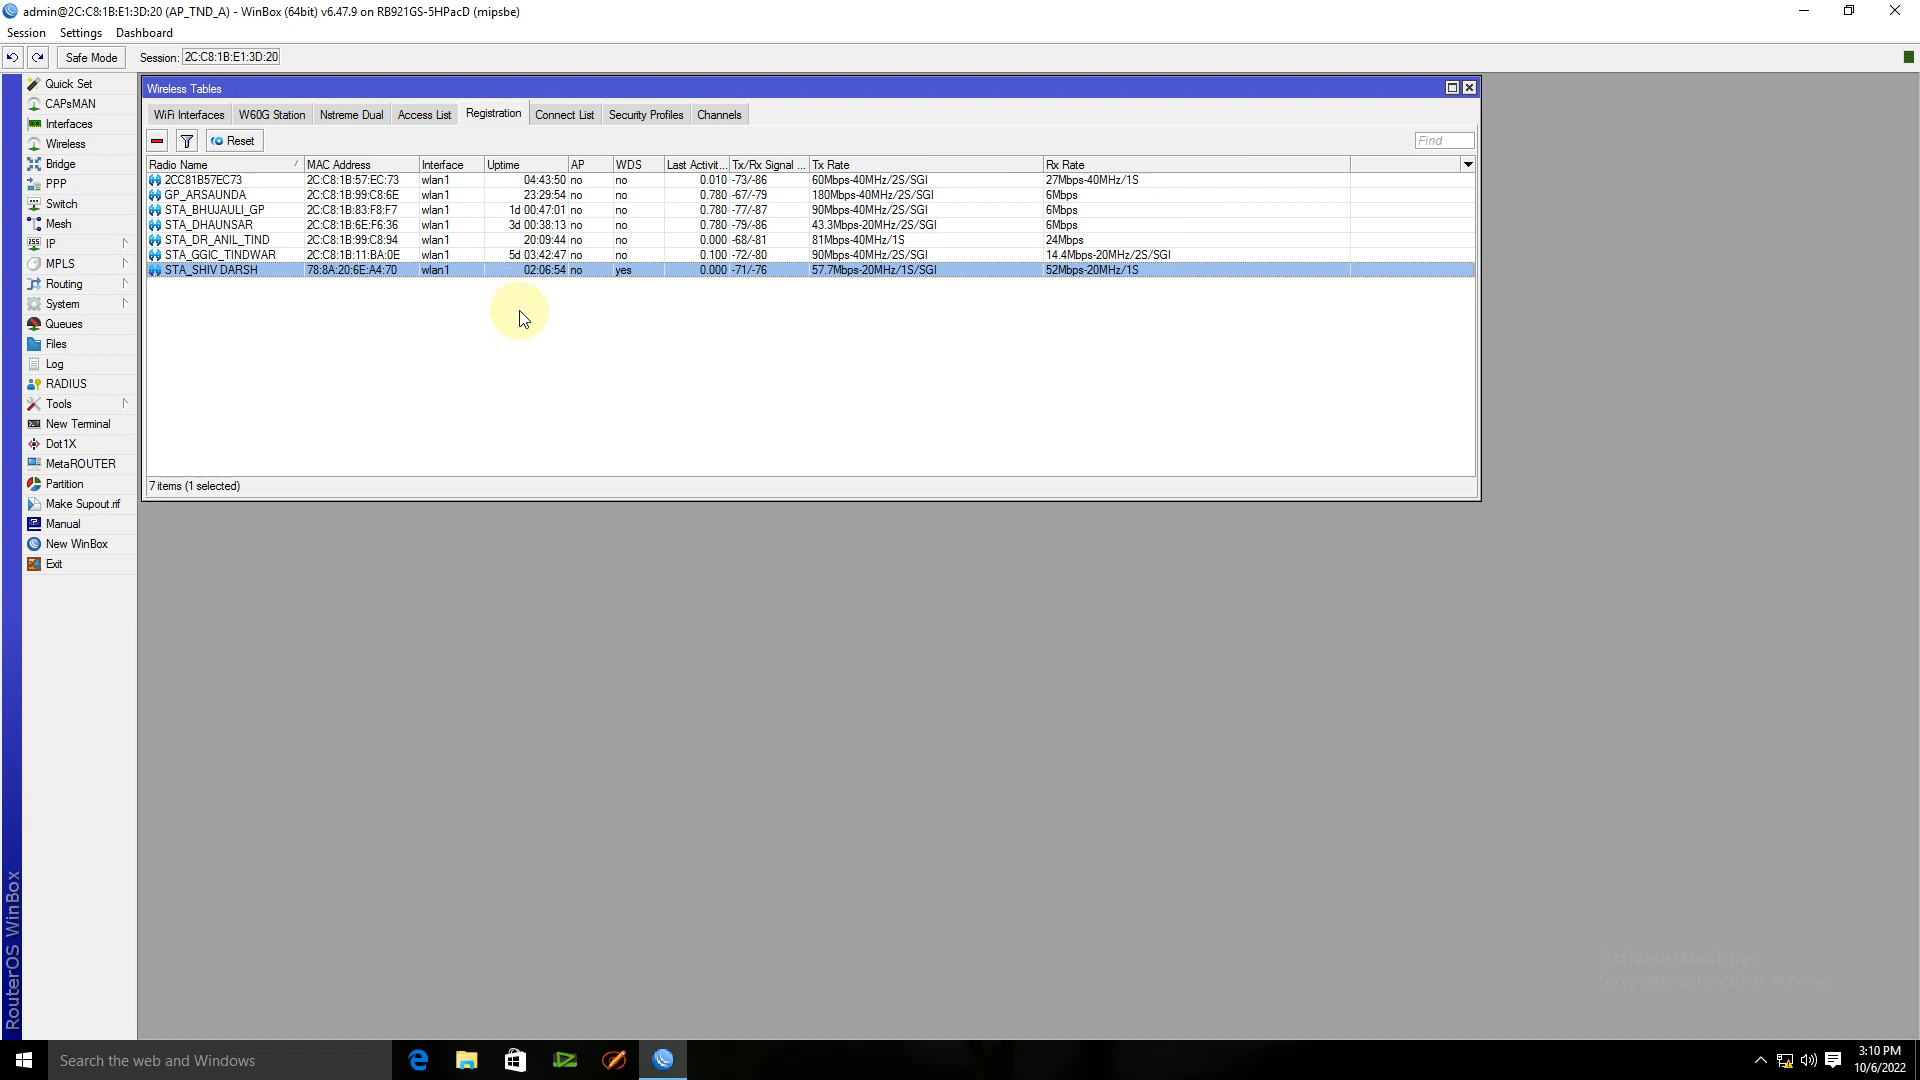 admin@2C:C8:1B:E1:3D:20 (AP_TND_A) - WinBox (64bit) v6.47.9 on RB921GS-5HPacD (mipsbe)
Session Settings Dashboard
Safe Mode Session: 2C:C8:1B:E1:3D:20
Quick Set
CAPsMAN
Interfaces
Wireless
Bridge
PPP
Switch
Mesh
IP
MPLS
Routing
System
Queues
Files
Log
RADIUS
Tools
New Terminal
Dot1X
MetaROUTER
Partition
Make Supout.rif
Manual
New WinBox
Exit
RouterOS WinBox
Wireless Tables
WiFi Interfaces W60G Station Nstreme Dual Access List Registration Connect List Security Profiles Channels
Reset Find
Radio Name MAC Address Interface Uptime AP WDS Last Activit... Tx/Rx Signal ... Tx Rate Rx Rate
2CC81B57EC73 2C:C8:1B:57:EC:73 wlan1 04:43:50 no no 0.010 -73/-86 60Mbps-40MHz/2S/SGI 27Mbps-40MHz/1S
GP_ARSAUNDA 2C:C8:1B:99:C8:6E wlan1 23:29:54 no no 0.780 -67/-79 180Mbps-40MHz/2S/SGI 6Mbps
STA_BHUJAULI_GP 2C:C8:1B:83:F8:F7 wlan1 1d 00:47:01 no no 0.780 -77/-87 90Mbps-40MHz/2S/SGI 6Mbps
STA_DHAUNSAR 2C:C8:1B:6E:F6:36 wlan1 3d 00:38:13 no no 0.780 -79/-86 43.3Mbps-20MHz/2S/SGI 6Mbps
STA_DR_ANIL_TIND 2C:C8:1B:99:C8:94 wlan1 20:09:44 no no 0.000 -68/-81 81Mbps-40MHz/1S 24Mbps
STA_GGIC_TINDWAR 2C:C8:1B:11:BA:0E wlan1 5d 03:42:47 no no 0.100 -72/-80 90Mbps-40MHz/2S/SGI 14.4Mbps-20MHz/2S/SGI
STA_SHIV DARSH 78:8A:20:6E:A4:70 wlan1 02:06:54 no yes 0.000 -71/-76 57.7Mbps-20MHz/1S/SGI 52Mbps-20MHz/1S
7 items (1 selected)
Activate Windows
Go to Settings to activate Windows.
Search the web and Windows
3:10 PM
10/6/2022